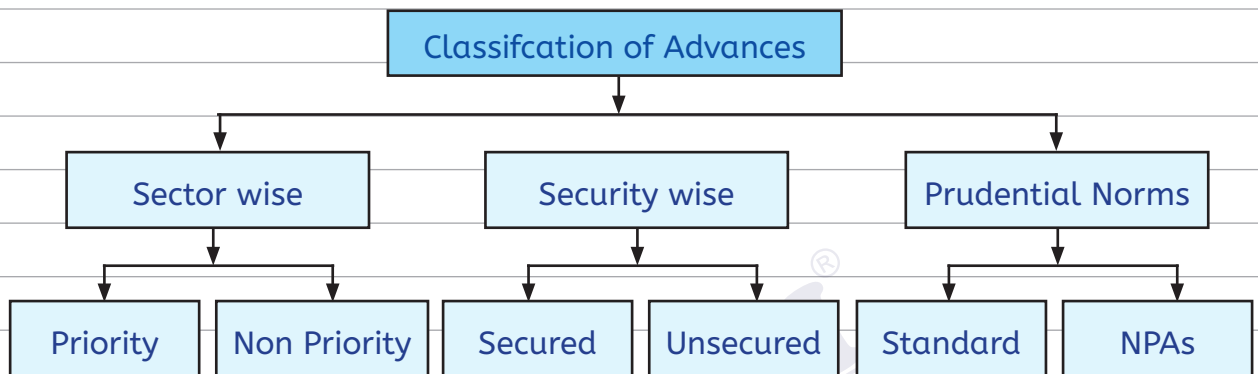 Classifcation of Advances
Sector wise
Security wise
Prudential Norms
®
Priority
Non Priority
Secured
Unsecured
Standard
NPAs